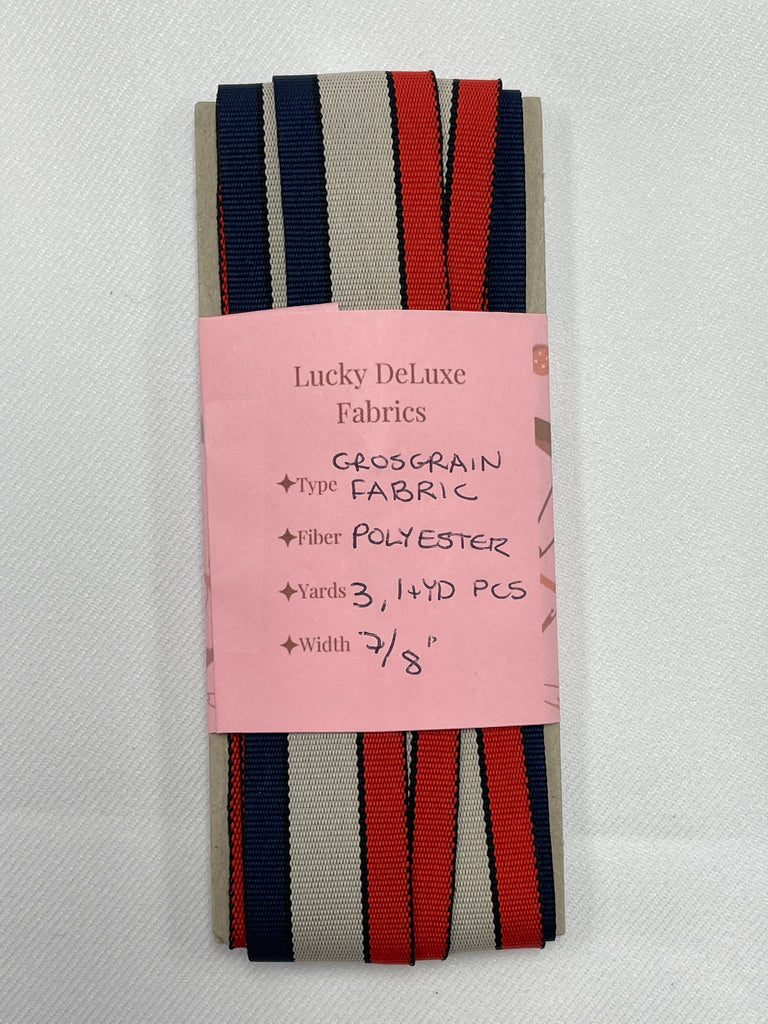 Lucky DeLuxe
Fabrics
GROSGRAIN
✦Type FABRIC
✦Fiber POLYESTER
✦Yards 3, 1+YD PCS
✦Width 7/8"